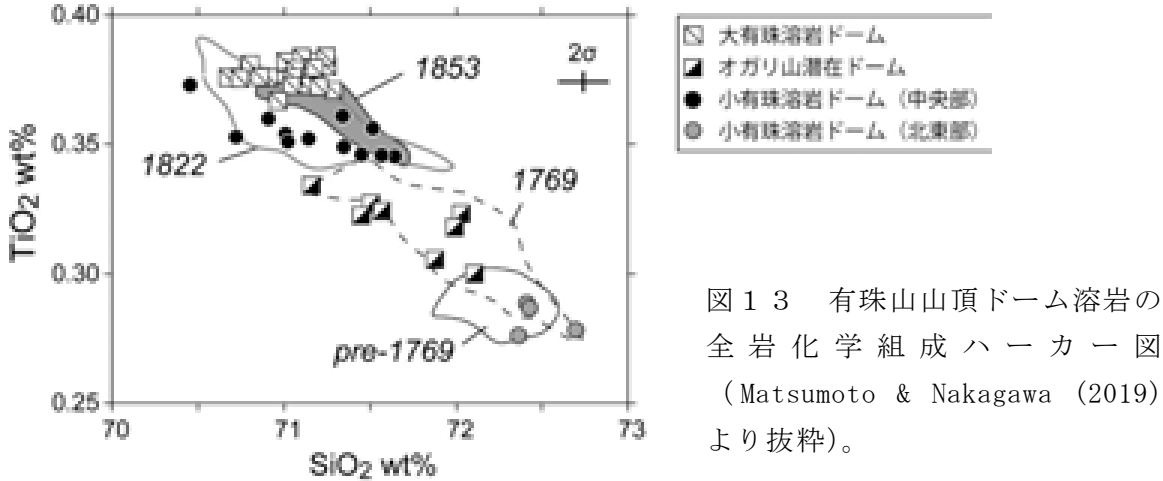 0.40
0.35
0.30
0.25
TiO2 wt%
70
71
72
73
SiO2 wt%
1853
1822
1769
pre-1769
2σ
大有珠溶岩ドーム
オガリ山潜在ドーム
小有珠溶岩ドーム（中央部）
小有珠溶岩ドーム（北東部）
図１３　有珠山山頂ドーム溶岩の
全岩化学組成ハーカー図
（Matsumoto & Nakagawa (2019)
より抜粋）。